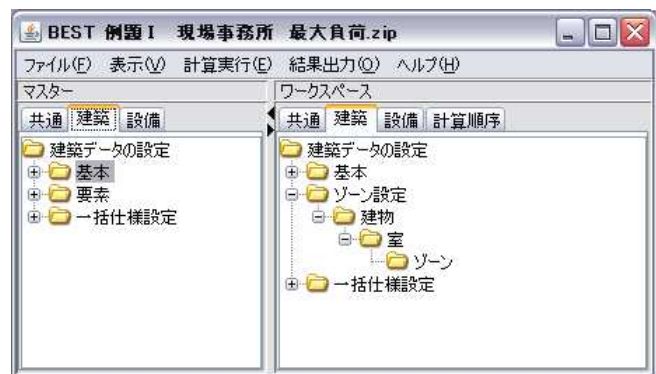 BEST 例題Ⅰ 現場事務所 最大負荷.zip
ファイル(F) 表示(V) 計算実行(E) 結果出力(O) ヘルプ(H)
マスター
共通 建築 設備
建築データの設定
基本
要素
一括仕様設定
ワークスペース
共通 建築 設備 計算順序
建築データの設定
基本
ゾーン設定
建物
室
ゾーン
一括仕様設定